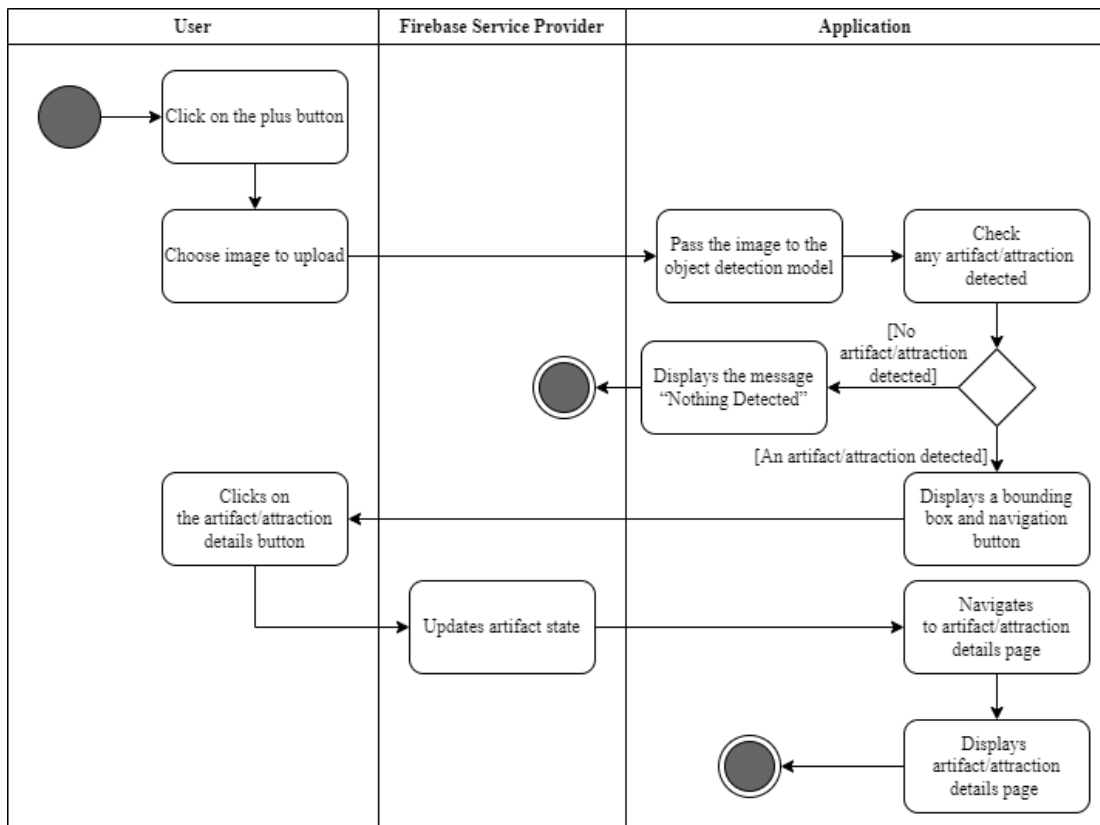 User
Firebase Service Provider
Application
Click on the plus button
Choose image to upload
Pass the image to the
object detection model
Check
any artifact/attraction
detected
[No
artifact/attraction
detected]
Displays the message
“Nothing Detected”
[An artifact/attraction detected]
Clicks on
the artifact/attraction
details button
Displays a bounding
box and navigation
button
Updates artifact state
Navigates
to artifact/attraction
details page
Displays
artifact/attraction
details page